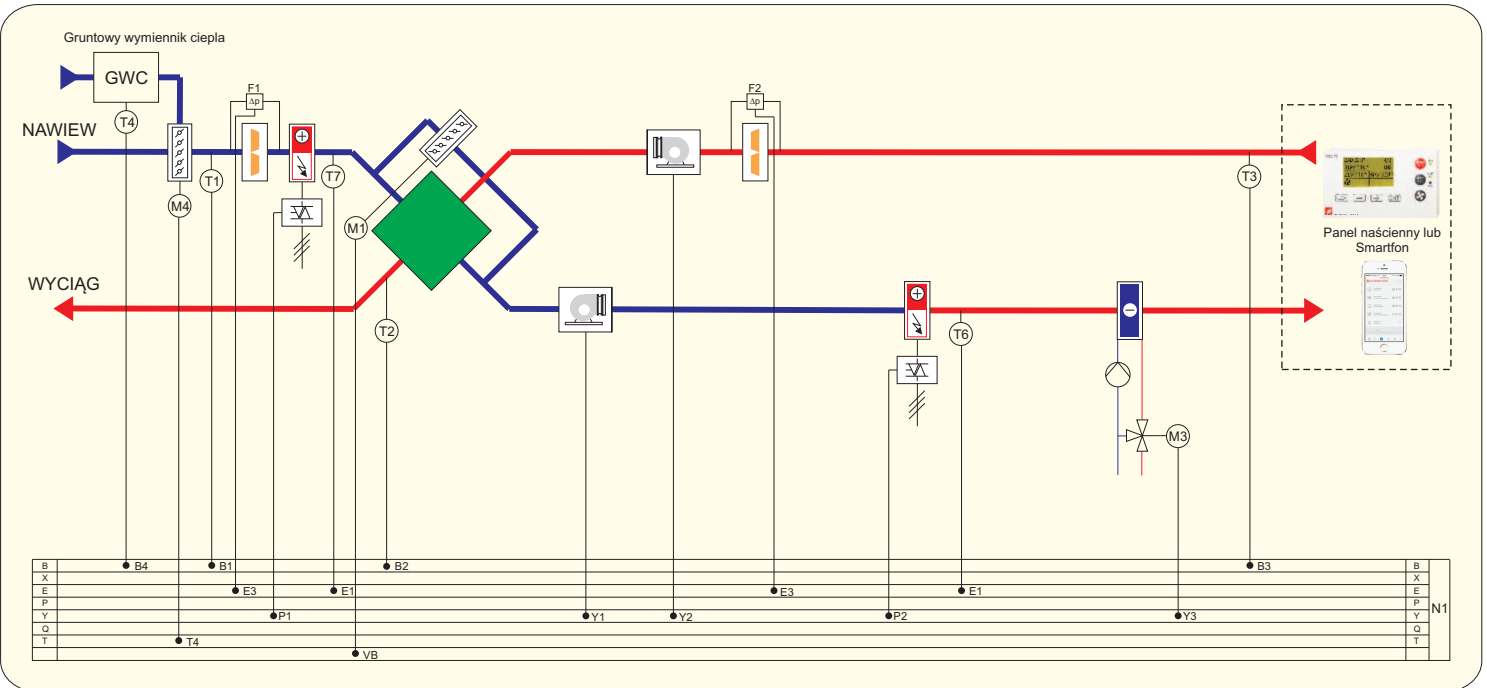 Gruntowy wymiennik ciepla
GWC
F1
Δp
F2
Δp
T4
NAWIEW
T1
T7
T3
M4
M1
Panel naścienny lub
Smartfon
WYCIĄG
T2
T6
M3
B B4 B1 B2 B3 B
X X
E E3 E1 E3 E1 E
P P
Y P1 Y1 Y2 P2 Y3 Y
N1
Q Q
T T4 T
VB